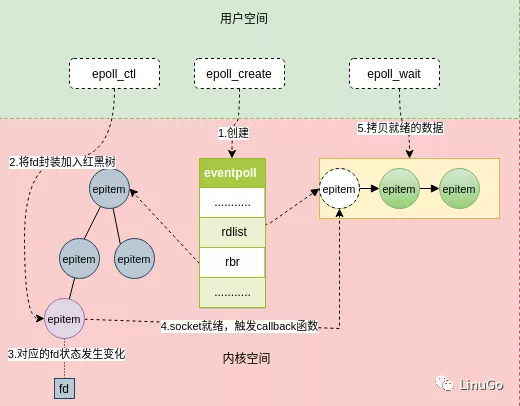 用户空间
epoll_ctl
epoll_create
epoll_wait
1.创建
5.拷贝就绪的数据
2.将fd封装加入红黑树
eventpoll
...........
rdlist
rbr
...........
epitem
epitem
epitem
epitem
epitem
epitem
epitem
4.socket就绪，触发callback函数
3.对应的fd状态发生变化
内核空间
fd
LinuGo